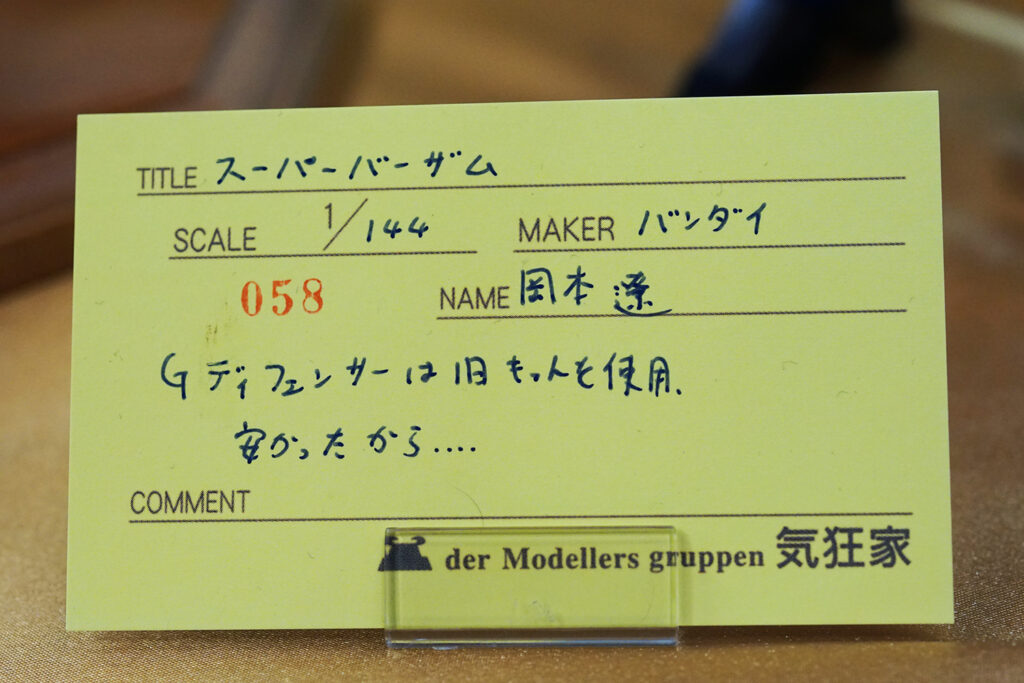 TITLE スーパーバーザム
SCALE 1/144 MAKER バンダイ
058 NAME 岡本 遼
Gディフェンサーは旧キットを使用.
安かったから....
COMMENT
der Modellers gruppen 気狂家